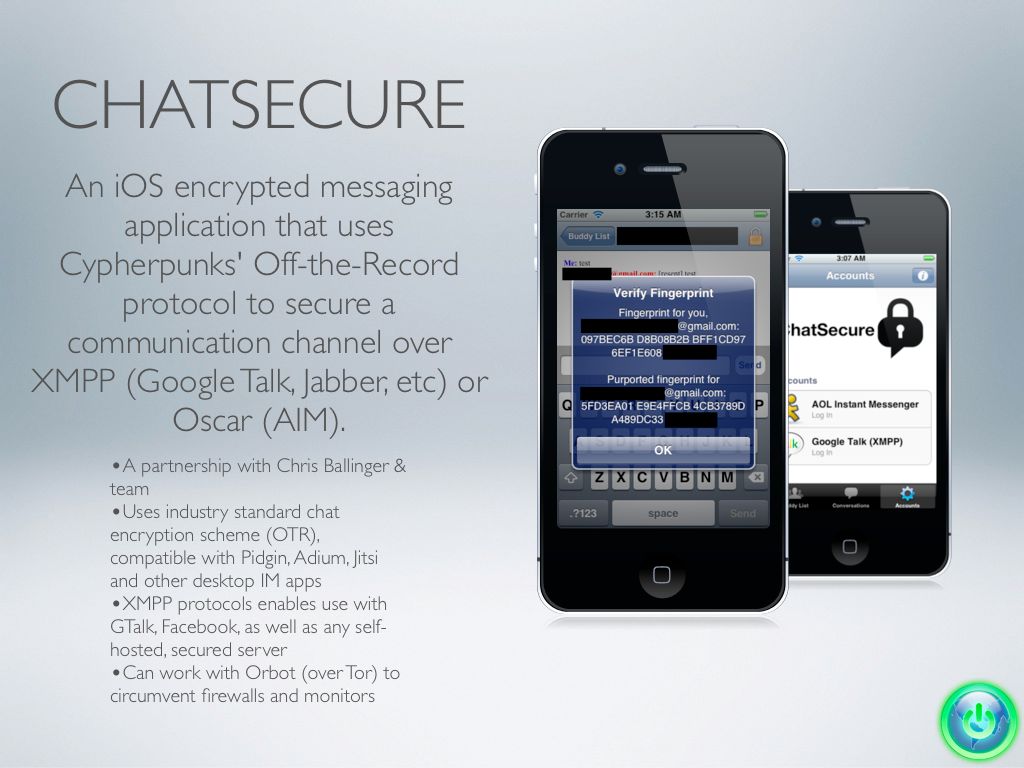 CHATSECURE
An iOS encrypted messaging
application that uses
Cypherpunks' Off-the-Record
protocol to secure a
communication channel over
XMPP (Google Talk, Jabber, etc) or
Oscar (AIM).
•A partnership with Chris Ballinger &
team
•Uses industry standard chat
encryption scheme (OTR),
compatible with Pidgin, Adium, Jitsi
and other desktop IM apps
•XMPP protocols enables use with
GTalk, Facebook, as well as any self-
hosted, secured server
•Can work with Orbot (over Tor) to
circumvent firewalls and monitors
Carrier 3:15 AM
Buddy List
Me: test
@gmail.com: [resent] test
Verify Fingerprint
Fingerprint for you,
@gmail.com:
097BEC6B D8B08B2B BFF1CD97
6EF1E608
Purported fingerprint for
@gmail.com:
5FD3EA01 E9E4FFCB 4CB3789D
A489DC33
OK
Send
Q P
Z X C V B N M
.?123 space Send
3:07 AM
Accounts
ChatSecure
counts
AOL Instant Messenger
Log In
Google Talk (XMPP)
Log In
ddy List Conversations Accounts